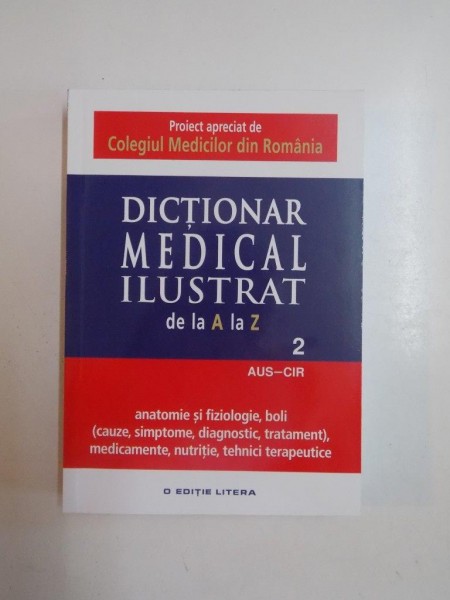 Proiect apreciat de
Colegiul Medicilor din România
DICȚIONAR
MEDICAL
ILUSTRAT
de la A la Z
2
AUS–CIR
anatomie și fiziologie, boli
(cauze, simptome, diagnostic, tratament),
medicamente, nutriție, tehnici terapeutice
O EDIȚIE LITERA